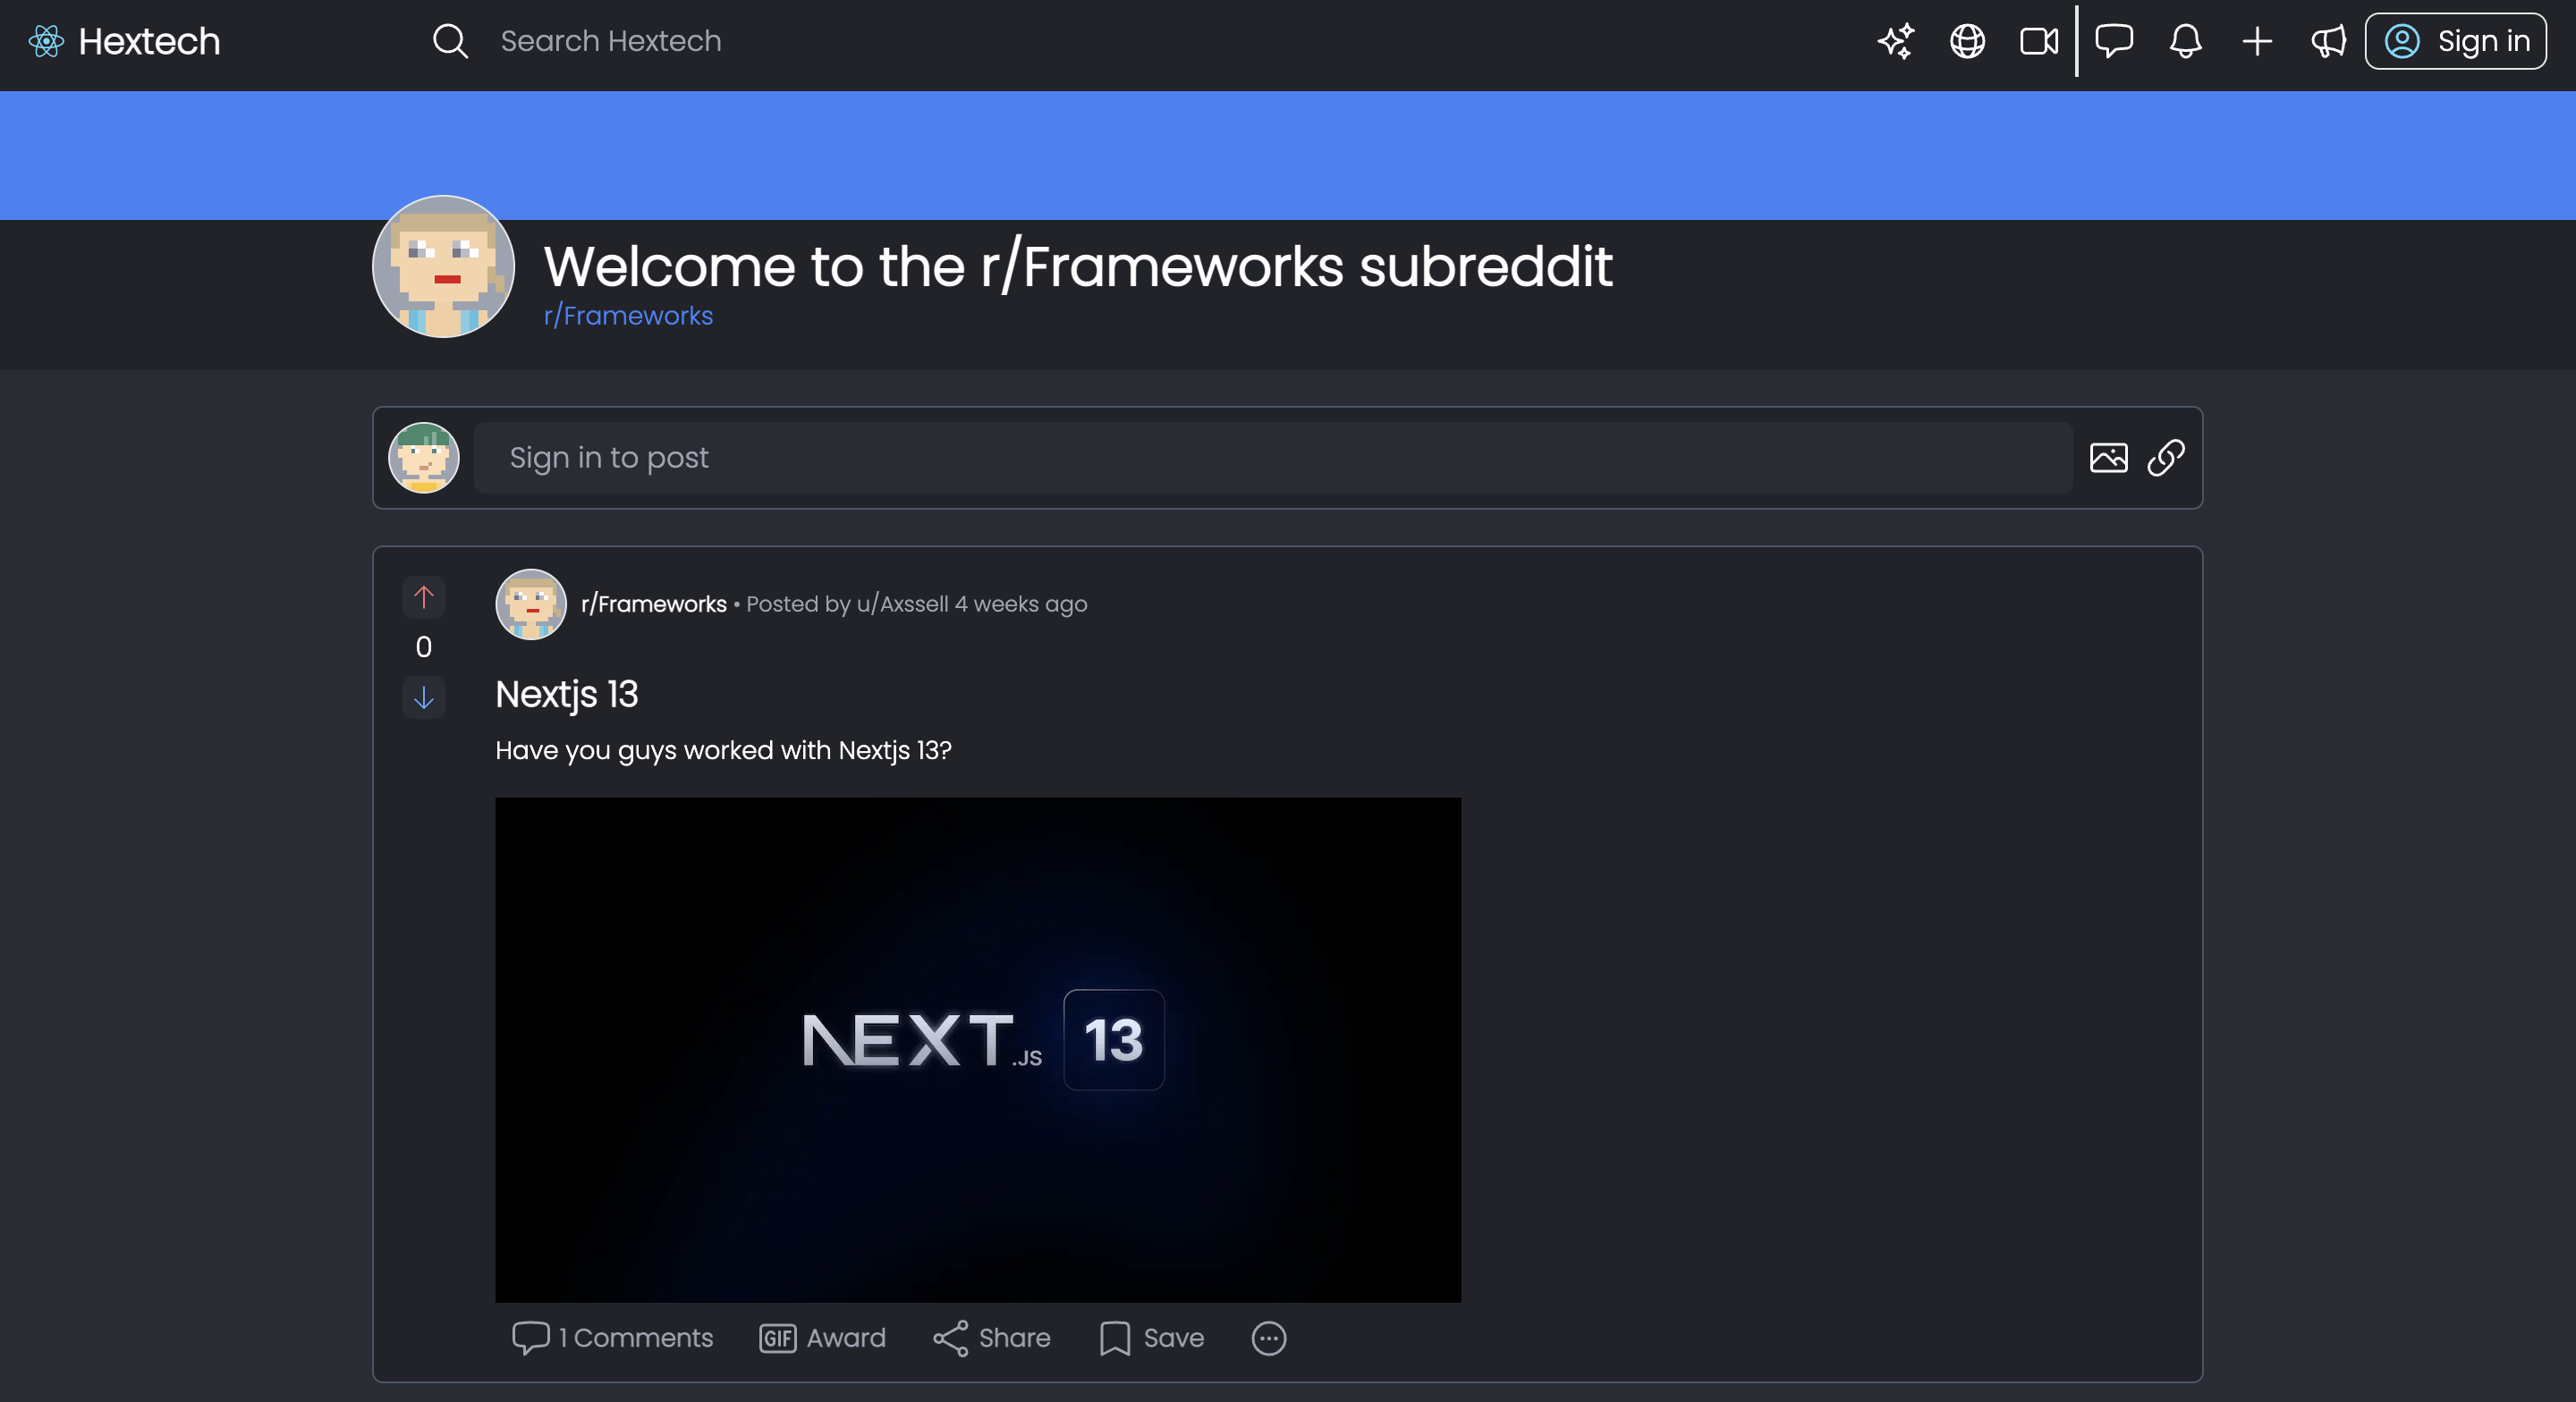 Hextech
Search Hextech
Sign in
Welcome to the r/Frameworks subreddit
r/Frameworks
Sign in to post
r/Frameworks • Posted by u/Axssell 4 weeks ago
0
Nextjs 13
Have you guys worked with Nextjs 13?
NEXT.JS 13
1 Comments
GIF Award
Share
Save